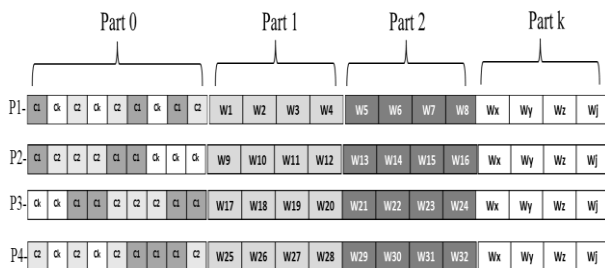 Part 0 Part 1 Part 2 Part k
P1- C1 Ck C2 Ck C2 C1 Ck C1 C2 W1 W2 W3 W4 W5 W6 W7 W8 Wx Wy Wz Wj
P2- C1 C2 C2 C2 C1 C1 Ck Ck Ck W9 W10 W11 W12 W13 W14 W15 W16 Wx Wy Wz Wj
P3- Ck Ck C1 C1 C2 C2 C2 C1 C1 W17 W18 W19 W20 W21 W22 W23 W24 Wx Wy Wz Wj
P4- C2 Ck C2 Ck C2 C1 C1 C1 C2 W25 W26 W27 W28 W29 W30 W31 W32 Wx Wy Wz Wj